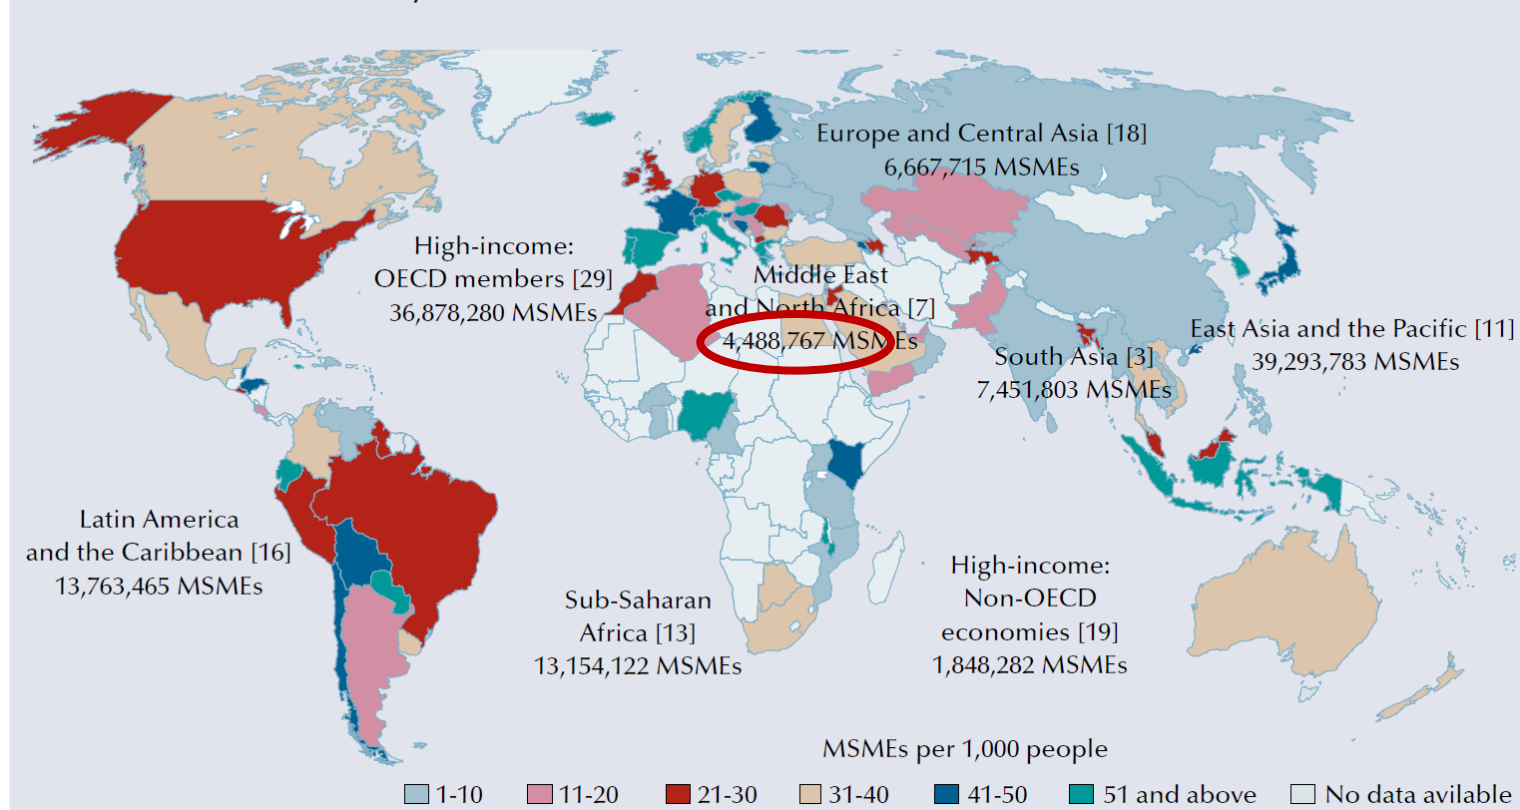 Europe and Central Asia [18]
6,667,715 MSMEs
High-income:
OECD members [29]
36,878,280 MSMEs
Middle East
and North Africa [7]
4,488,767 MSMEs
South Asia [3]
7,451,803 MSMEs
East Asia and the Pacific [11]
39,293,783 MSMEs
Latin America
and the Caribbean [16]
13,763,465 MSMEs
Sub-Saharan
Africa [13]
13,154,122 MSMEs
High-income:
Non-OECD
economies [19]
1,848,282 MSMEs
MSMEs per 1,000 people
1-10
11-20
21-30
31-40
41-50
51 and above
No data avilable